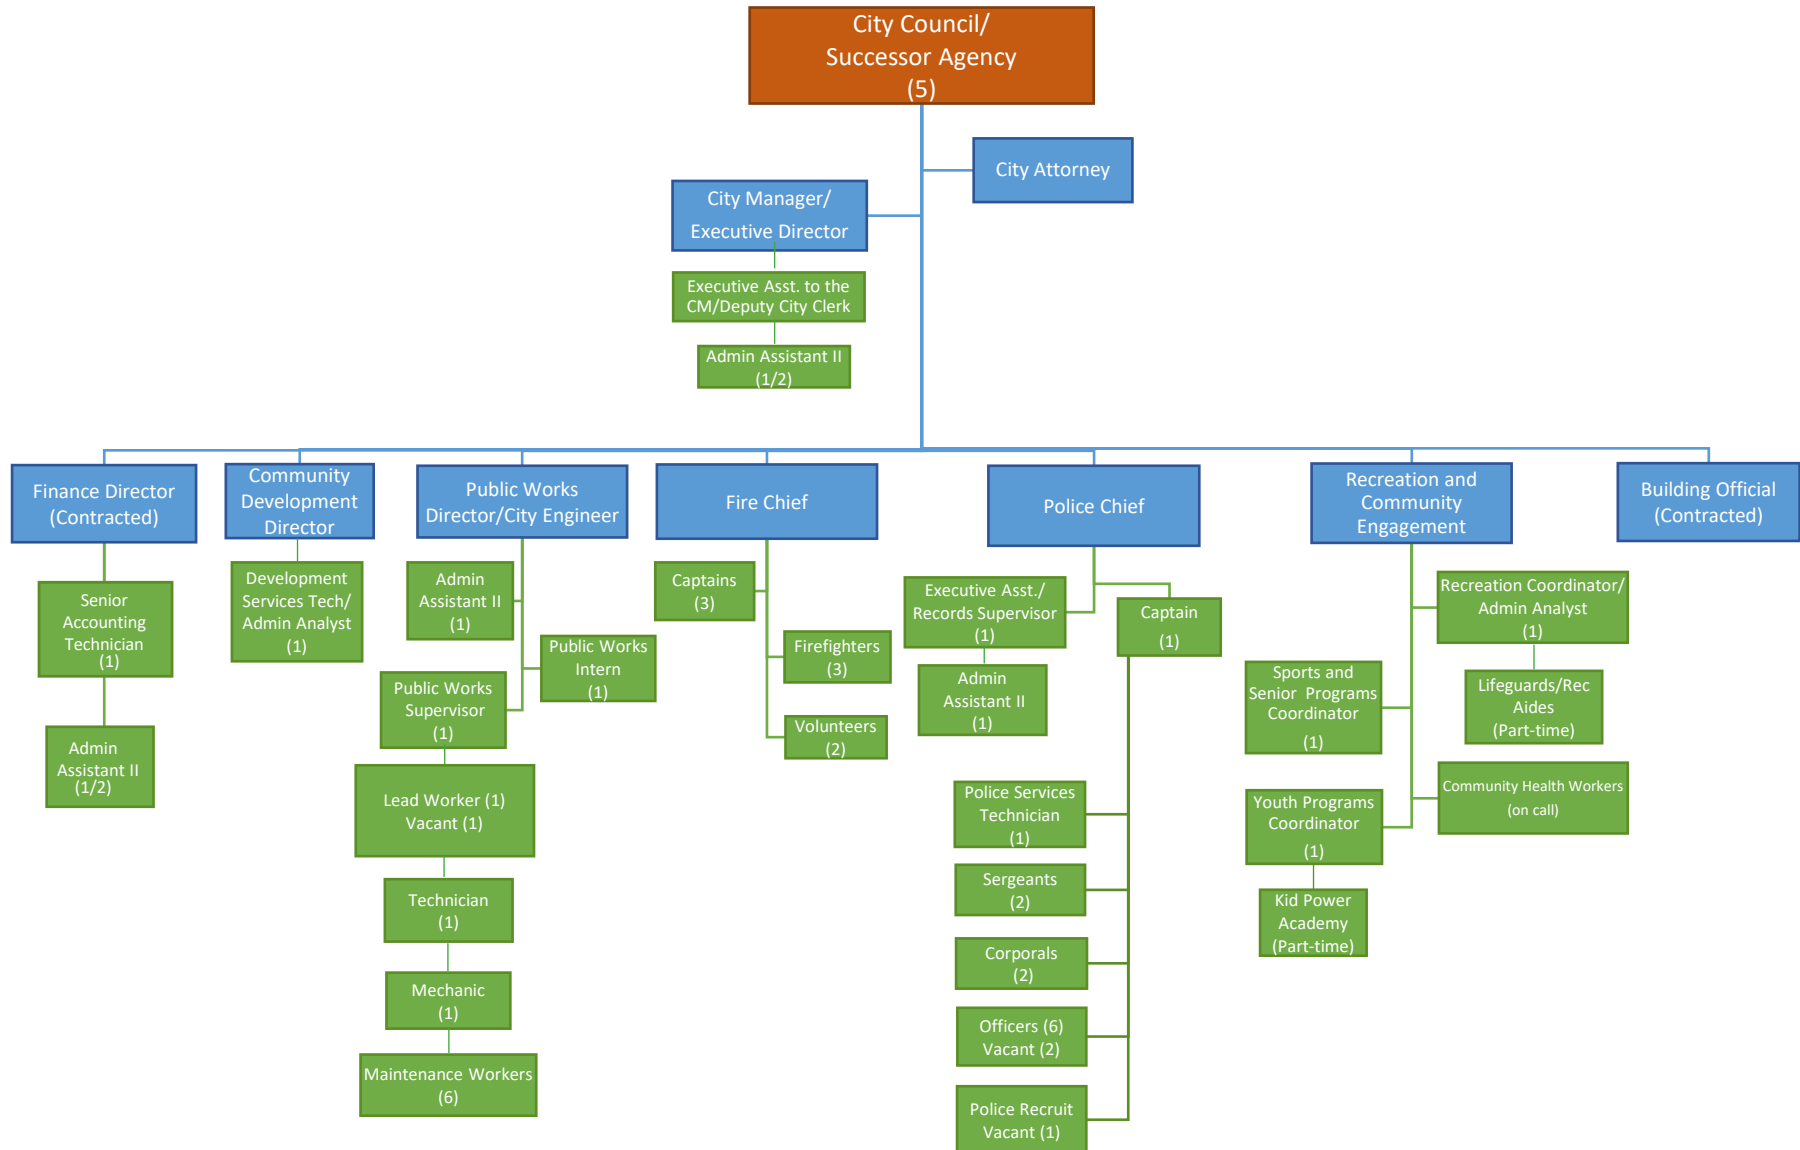 City Council/
Successor Agency
(5)
City Attorney
City Manager/
Executive Director
Executive Asst. to the
CM/Deputy City Clerk
Admin Assistant II
(1/2)
Finance Director
(Contracted)
Community
Development
Director
Public Works
Director/City Engineer
Fire Chief
Police Chief
Recreation and
Community
Engagement
Building Official
(Contracted)
Senior
Accounting
Technician
(1)
Admin
Assistant II
(1/2)
Development
Services Tech/
Admin Analyst
(1)
Admin
Assistant II
(1)
Public Works
Intern
(1)
Public Works
Supervisor
(1)
Lead Worker (1)
Vacant (1)
Technician
(1)
Mechanic
(1)
Maintenance Workers
(6)
Captains
(3)
Firefighters
(3)
Volunteers
(2)
Executive Asst./
Records Supervisor
(1)
Admin
Assistant II
(1)
Captain
(1)
Police Services
Technician
(1)
Sergeants
(2)
Corporals
(2)
Officers (6)
Vacant (2)
Police Recruit
Vacant (1)
Recreation Coordinator/
Admin Analyst
(1)
Lifeguards/Rec
Aides
(Part-time)
Sports and
Senior Programs
Coordinator
(1)
Community Health Workers
(on call)
Youth Programs
Coordinator
(1)
Kid Power
Academy
(Part-time)